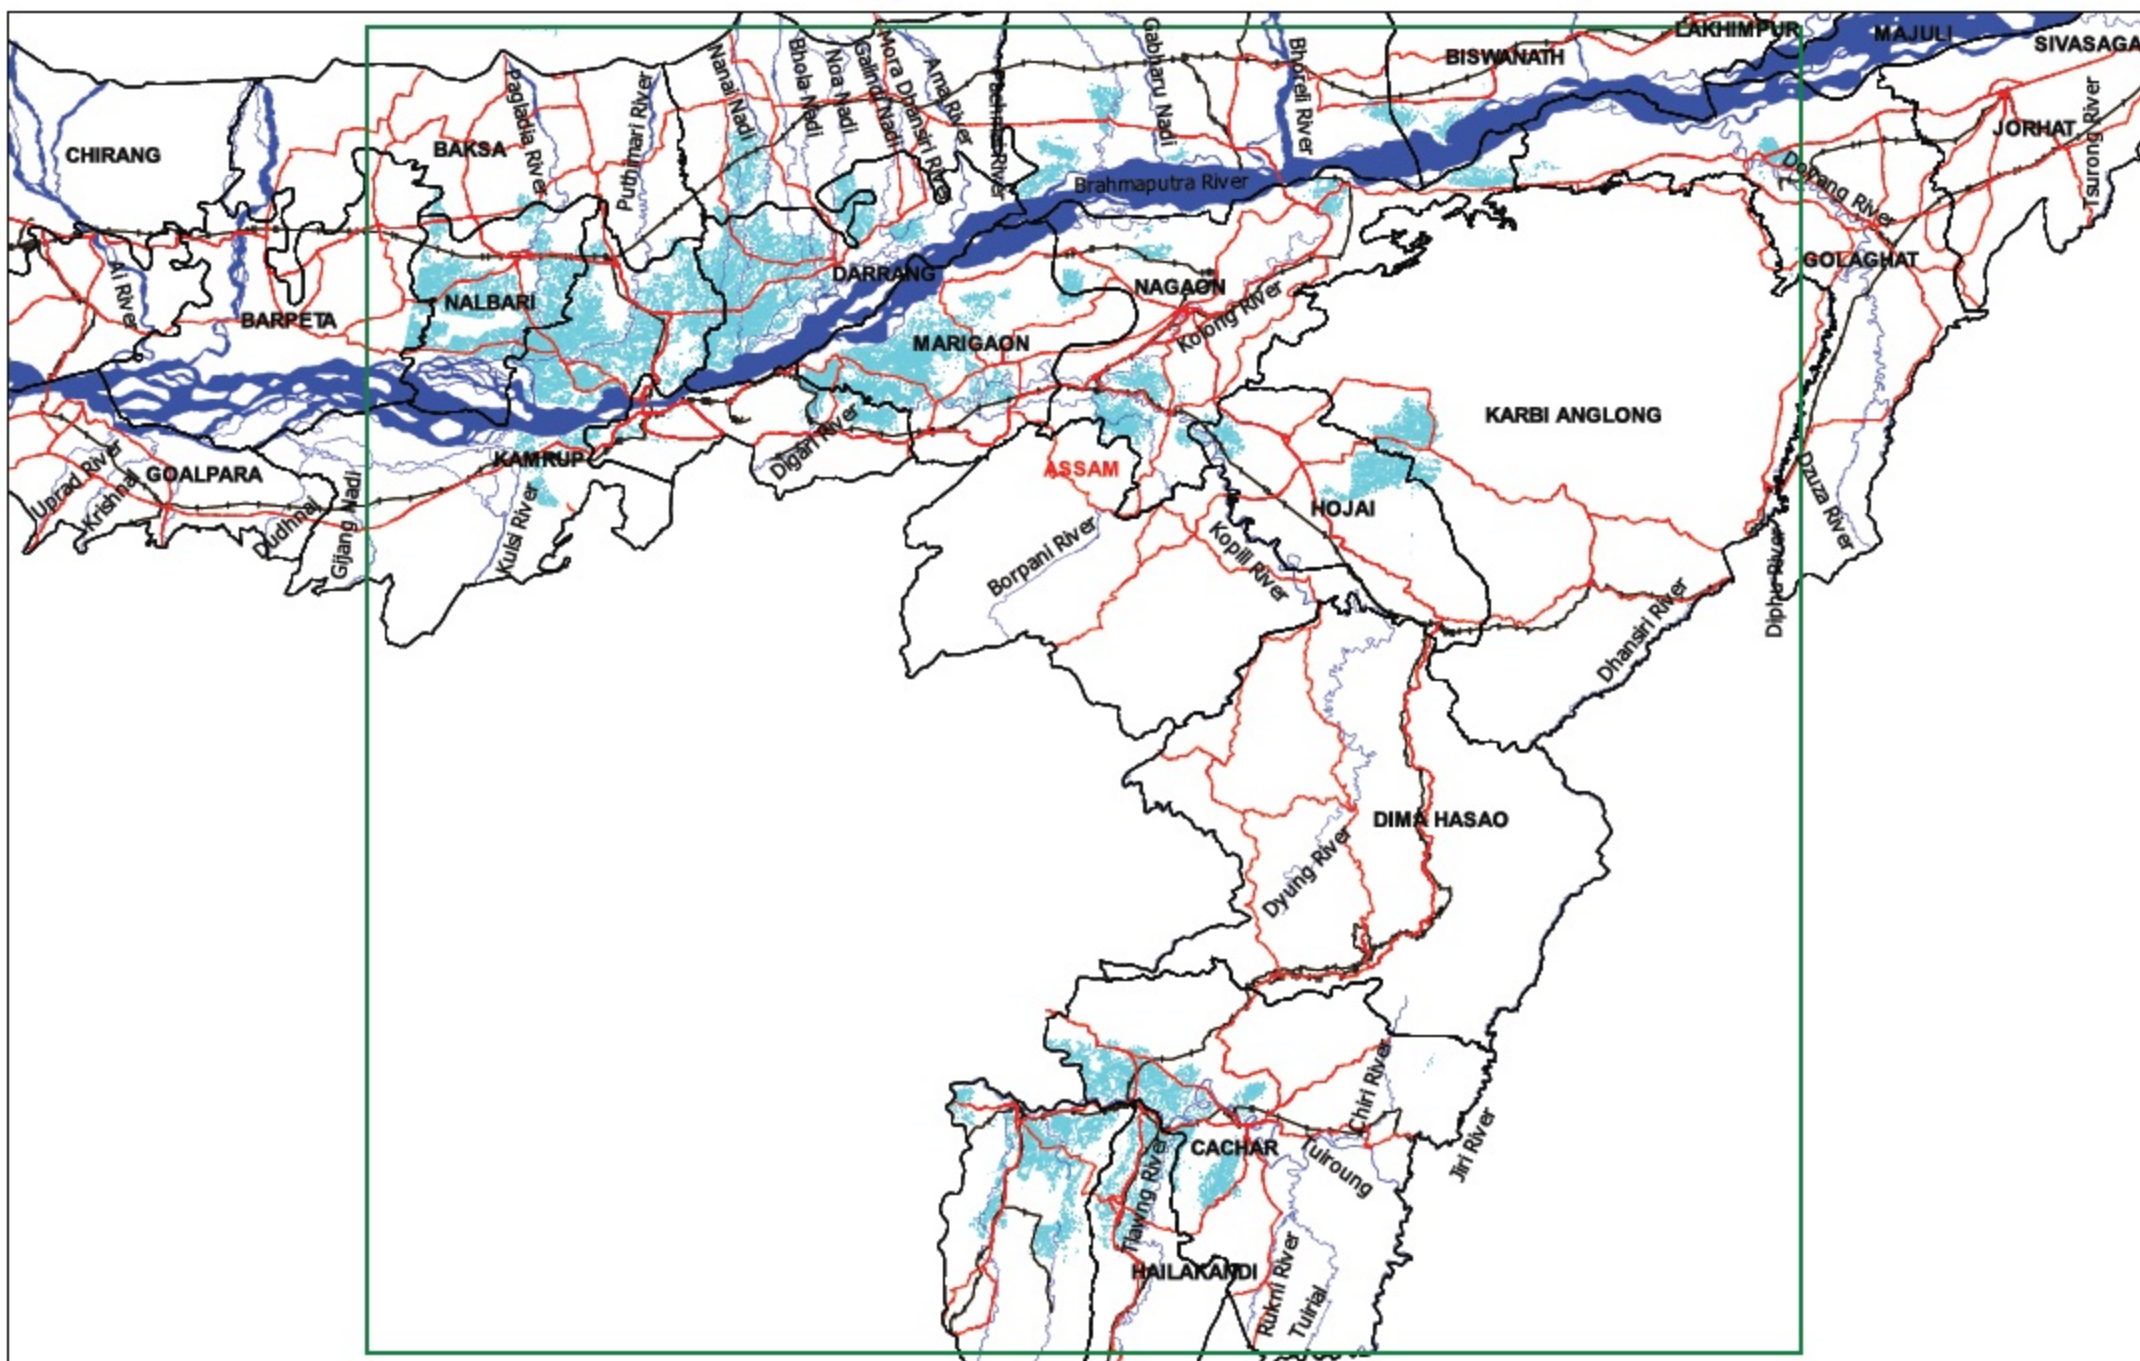 LAKHIMPUR
MAJULI
SIVASAGA
BISWANATH
JORHAT
Tsurong River
CHIRANG
BAKSA
Pagladia River
Puthimari River
Nanai Nadi
Bhola Nadi
Noa Nadi
Galindi Nadi
Mora Dhansiri River
Ama River
Gabharu Nadi
Bhoreli River
Brahmaputra River
Doyang River
GOLAGHAT
Ai River
BARPETA
NALBARI
DARRANG
MARIGAON
NAGAON
Kolong River
KARBI ANGLONG
Uprad River
Krishnai
GOALPARA
Dudhnai
Gijang Nadi
KAMRUP
Kulsi River
Digaru River
ASSAM
HOJAI
Borpani River
Kopili River
Dzuza River
Diphu River
Dhansiri River
DIMA HASAO
Dyung River
Chiri River
Jiri River
CACHAR
Tuiroung
Tlawng River
HAILAKANDI
Rukni River
Tuirial